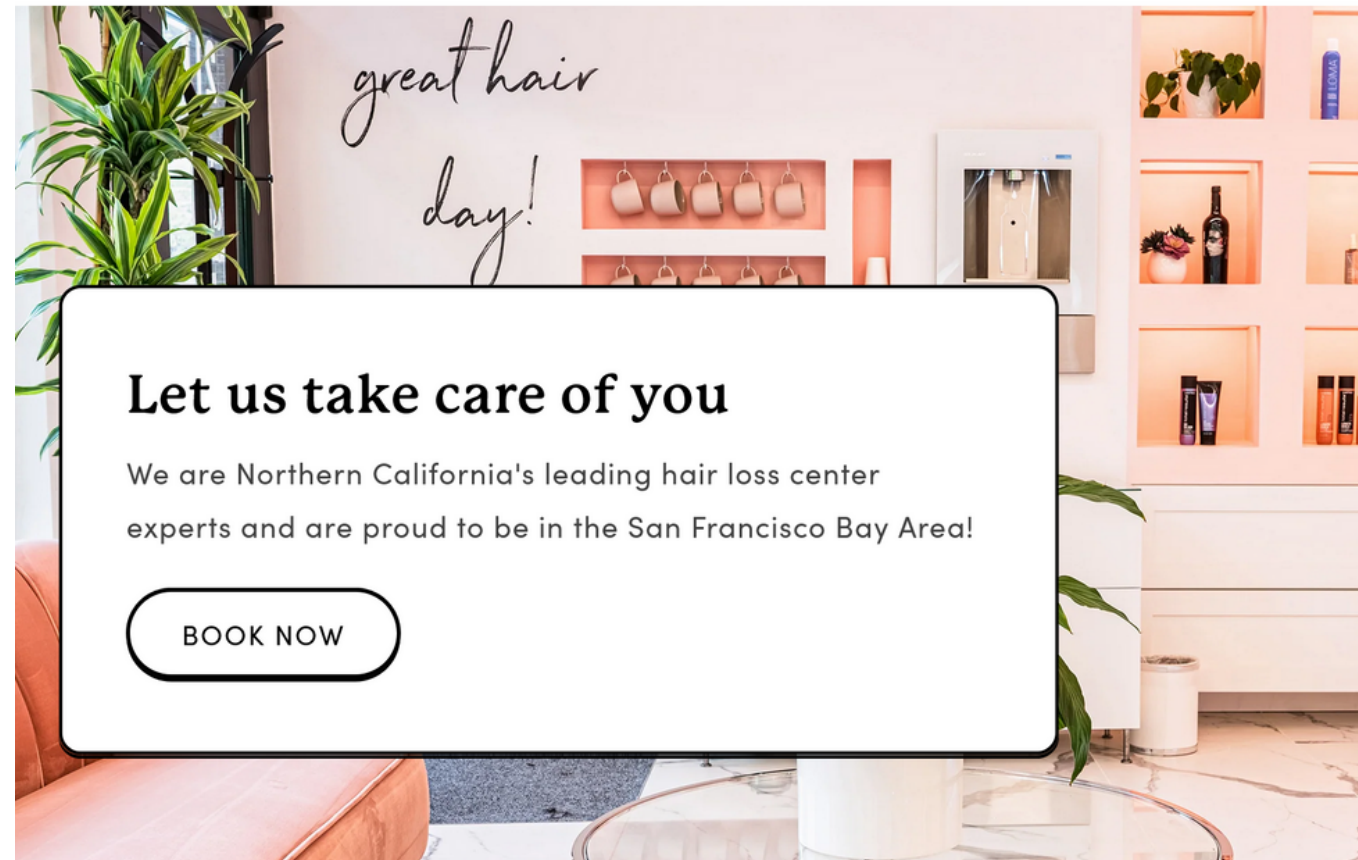 great hair
day!
LOMA
Let us take care of you
We are Northern California's leading hair loss center
experts and are proud to be in the San Francisco Bay Area!
BOOK NOW